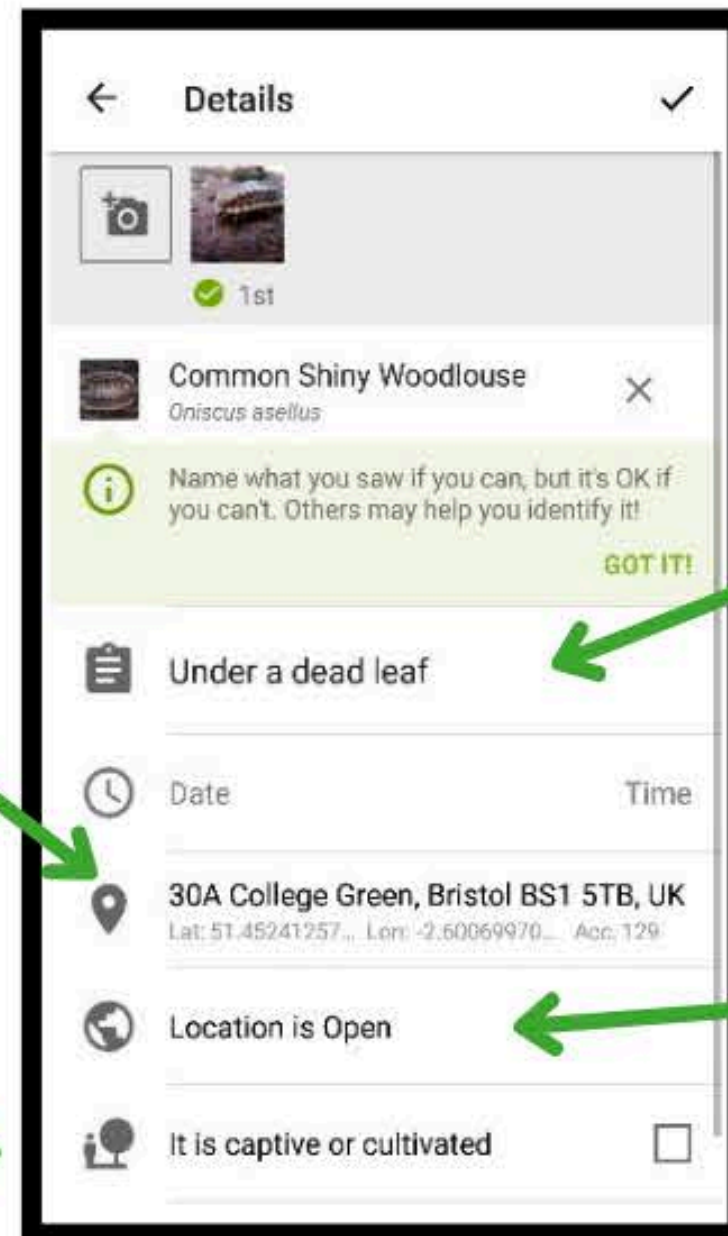 Details
1st
Common Shiny Woodlouse
Oniscus asellus
Name what you saw if you can, but it's OK if
you can't. Others may help you identify it!
GOT IT!
Under a dead leaf
Date Time
30A College Green, Bristol BS1 5TB, UK
Lat: 51.45241257... Lon: -2.60069970... Acc: 129
Location is Open
It is captive or cultivated